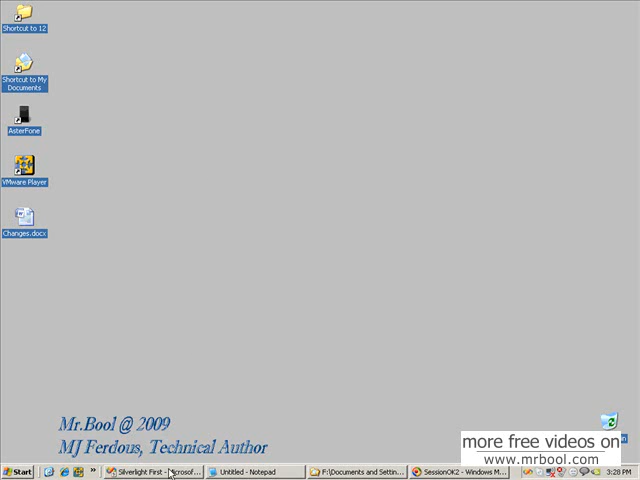 Shortcut to 12
Shortcut to My
Documents
AsterFone
VMware Player
Changes.docx
Mr.Bool @ 2009
MJ Ferdous, Technical Author
more free videos on
www.mrbool.com
Start
Silverlight First - Microsof...
Untitled - Notepad
F:\Documents and Settin...
SessionOK2 - Windows M...
3:28 PM